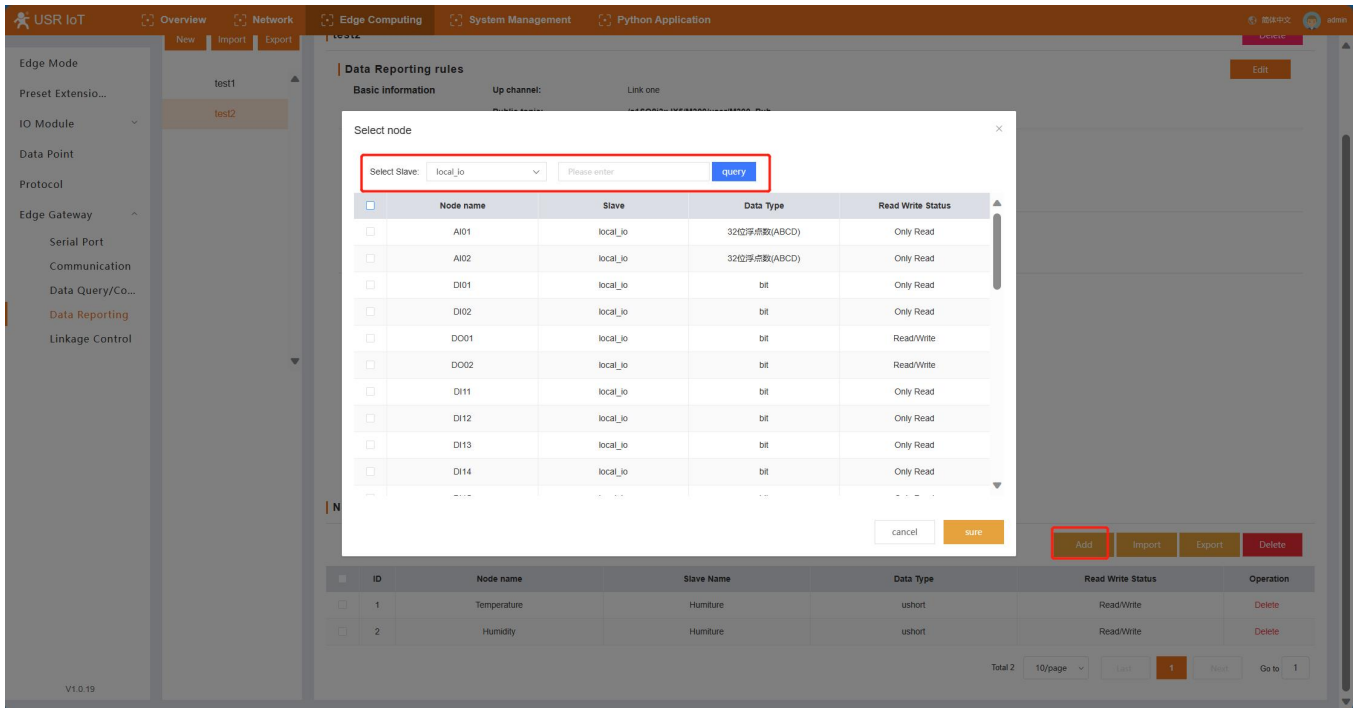 USR IoT Overview Network Edge Computing System Management Python Application 简体中文 admin
New Import Export
test2 Delete
Edge Mode
Preset Extensio...
IO Module
Data Point
Protocol
Edge Gateway
Serial Port
Communication
Data Query/Co...
Data Reporting
Linkage Control
V1.0.19
test1
test2
Data Reporting rules Edit
Basic information Up channel: Link one
Select node
Select Slave: local_io Please enter query
Node name Slave Data Type Read Write Status
AI01 local_io 32位浮点数(ABCD) Only Read
AI02 local_io 32位浮点数(ABCD) Only Read
DI01 local_io bit Only Read
DI02 local_io bit Only Read
DO01 local_io bit Read/Write
DO02 local_io bit Read/Write
DI11 local_io bit Only Read
DI12 local_io bit Only Read
DI13 local_io bit Only Read
DI14 local_io bit Only Read
N
cancel sure
Add Import Export Delete
ID Node name Slave Name Data Type Read Write Status Operation
1 Temperature Humiture ushort Read/Write Delete
2 Humidity Humiture ushort Read/Write Delete
Total 2 10/page Last 1 Next Go to 1